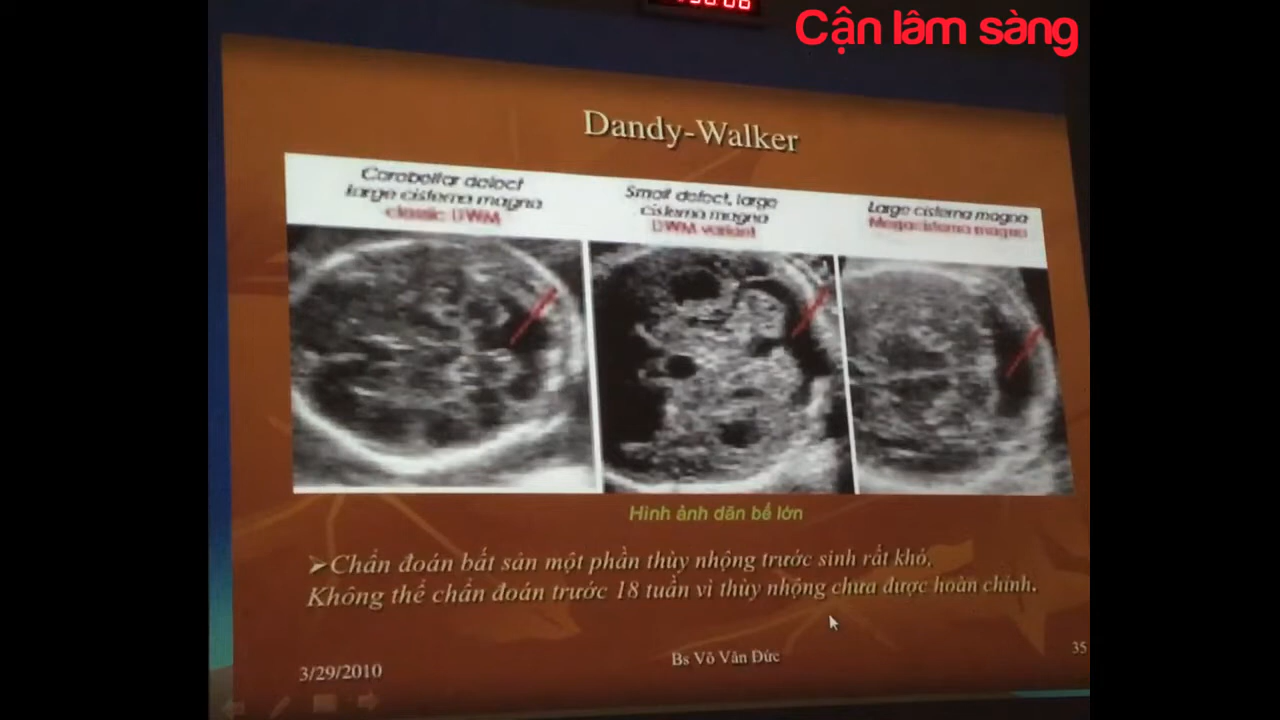 Cận lâm sàng
Dandy-Walker
Cerebellar defect
large cisterna magna
classic DWM
Small defect, large
cisterna magna
DWM variant
Large cisterna magna
Megacisterna magna
Hình ảnh dãn bể lớn
➢Chẩn đoán bất sản một phần thùy nhộng trước sinh rất khó.
Không thể chẩn đoán trước 18 tuần vì thùy nhộng chưa được hoàn chỉnh.
3/29/2010
Bs Võ Văn Đức
35